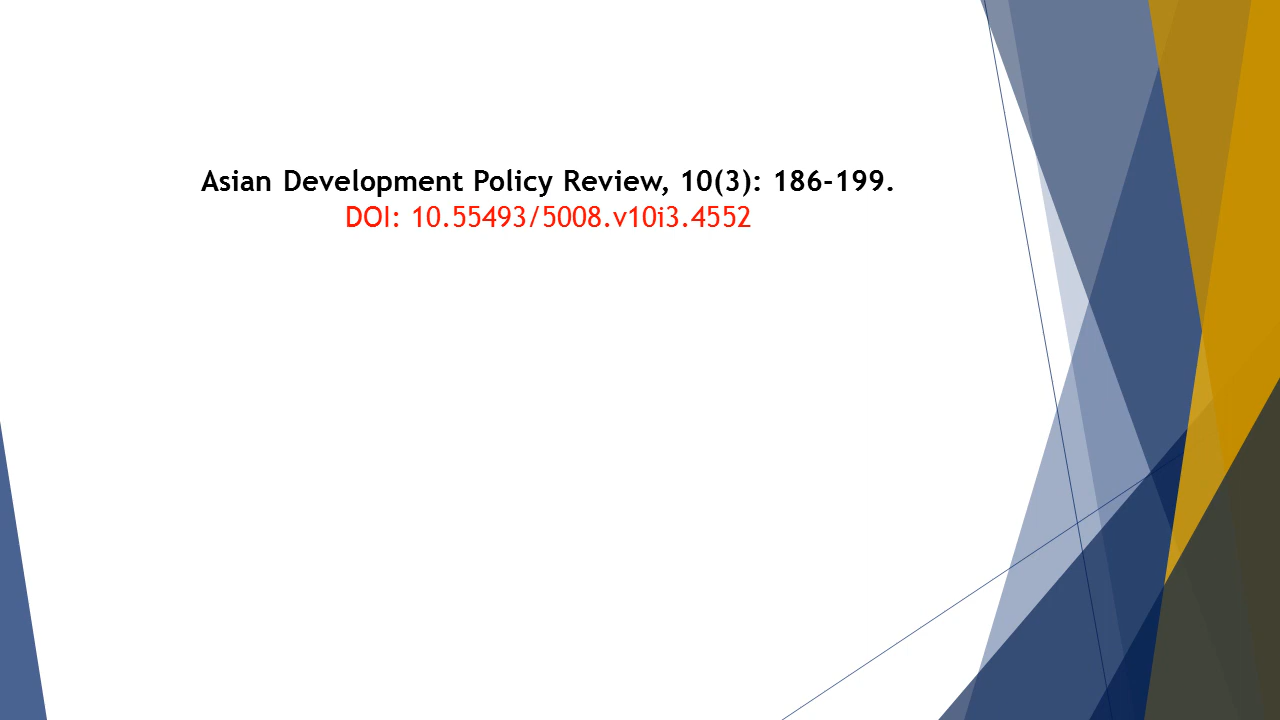 Asian Development Policy Review, 10(3): 186-199.
DOI: 10.55493/5008.v10i3.4552